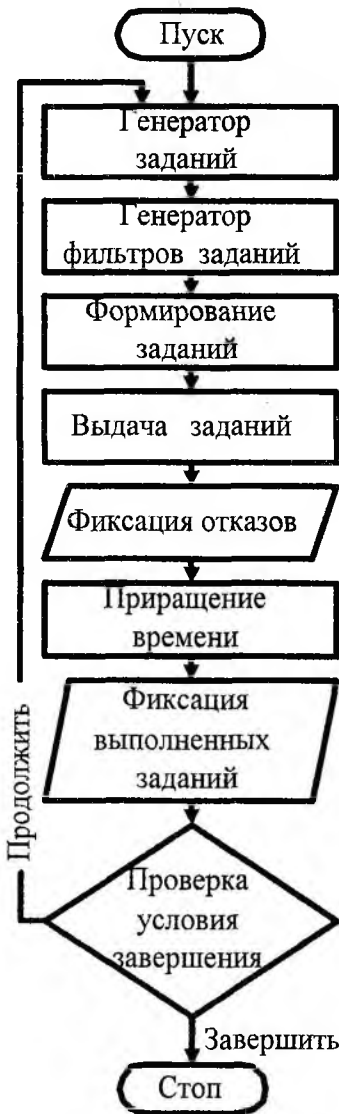 Пуск
Генератор
заданий
Генератор
фильтров заданий
Формирование
заданий
Выдача заданий
Фиксация отказов
Приращение
времени
Фиксация
выполненных
заданий
Продолжить
Проверка
условия
завершения
Завершить
Стоп